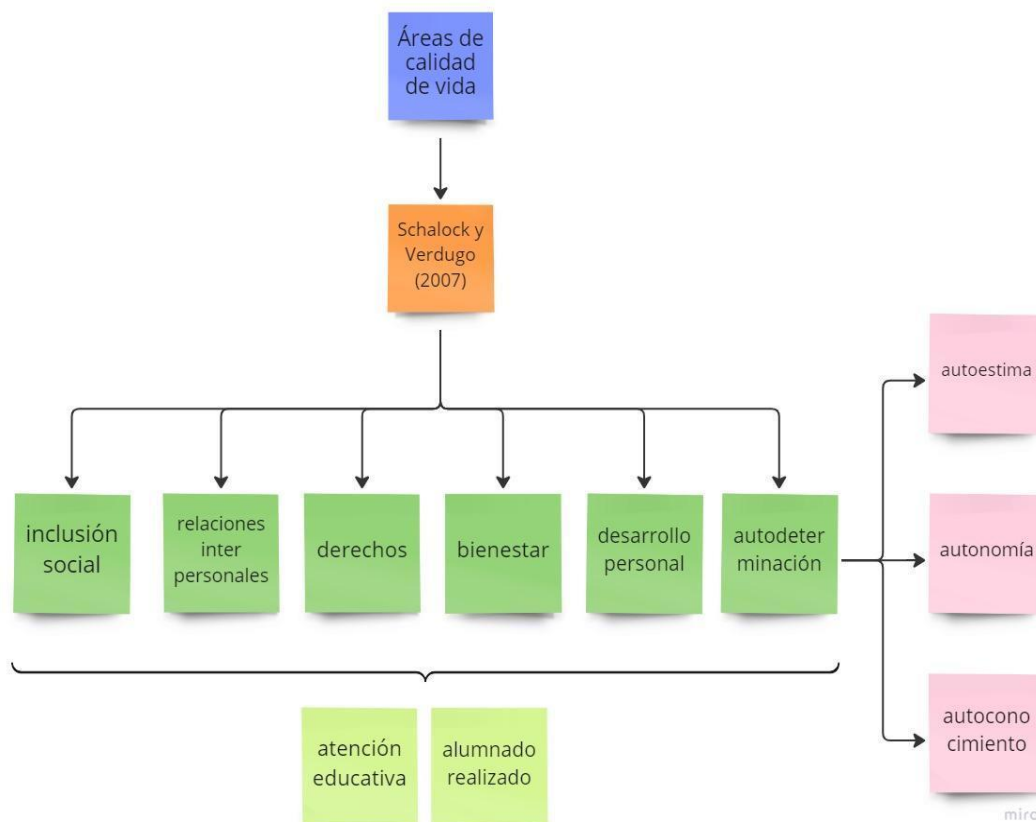 Áreas de
calidad
de vida
Schalock y
Verdugo
(2007)
inclusión
social
relaciones
inter
personales
derechos
bienestar
desarrollo
personal
autodeter
minación
autoestima
autonomía
autocono
cimiento
atención
educativa
alumnado
realizado
miro